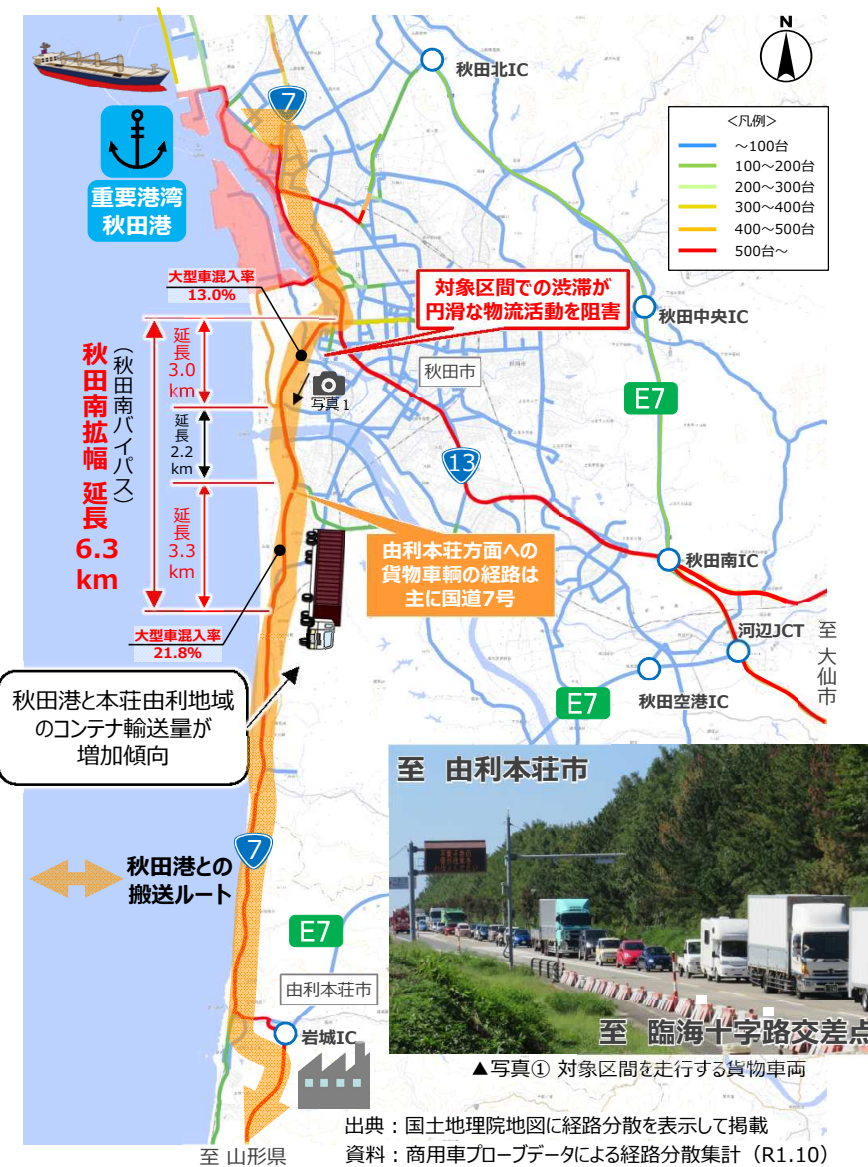 7
秋田北IC
N
重要港湾
秋田港
<凡例>
~100台
100~200台
200~300台
300~400台
400~500台
500台~
大型車混入率
13.0%
対象区間での渋滞が
円滑な物流活動を阻害
秋田中央IC
秋田市
E7
写真1
秋田南拡幅 延長
6.3
km
(秋田南バイパス)
延長
3.0
km
延長
2.2
km
延長
3.3
km
13
由利本荘方面への
貨物車輌の経路は
主に国道7号
秋田南IC
大型車混入率
21.8%
河辺JCT
至 大仙市
秋田空港IC
E7
秋田港と本荘由利地域
のコンテナ輸送量が
増加傾向
至 由利本荘市
7
秋田港との
搬送ルート
E7
由利本荘市
岩城IC
至 臨海十字路交差点
▲写真① 対象区間を走行する貨物車両
出典:国土地理院地図に経路分散を表示して掲載
至 山形県
資料:商用車プローブデータによる経路分散集計(R1.10)